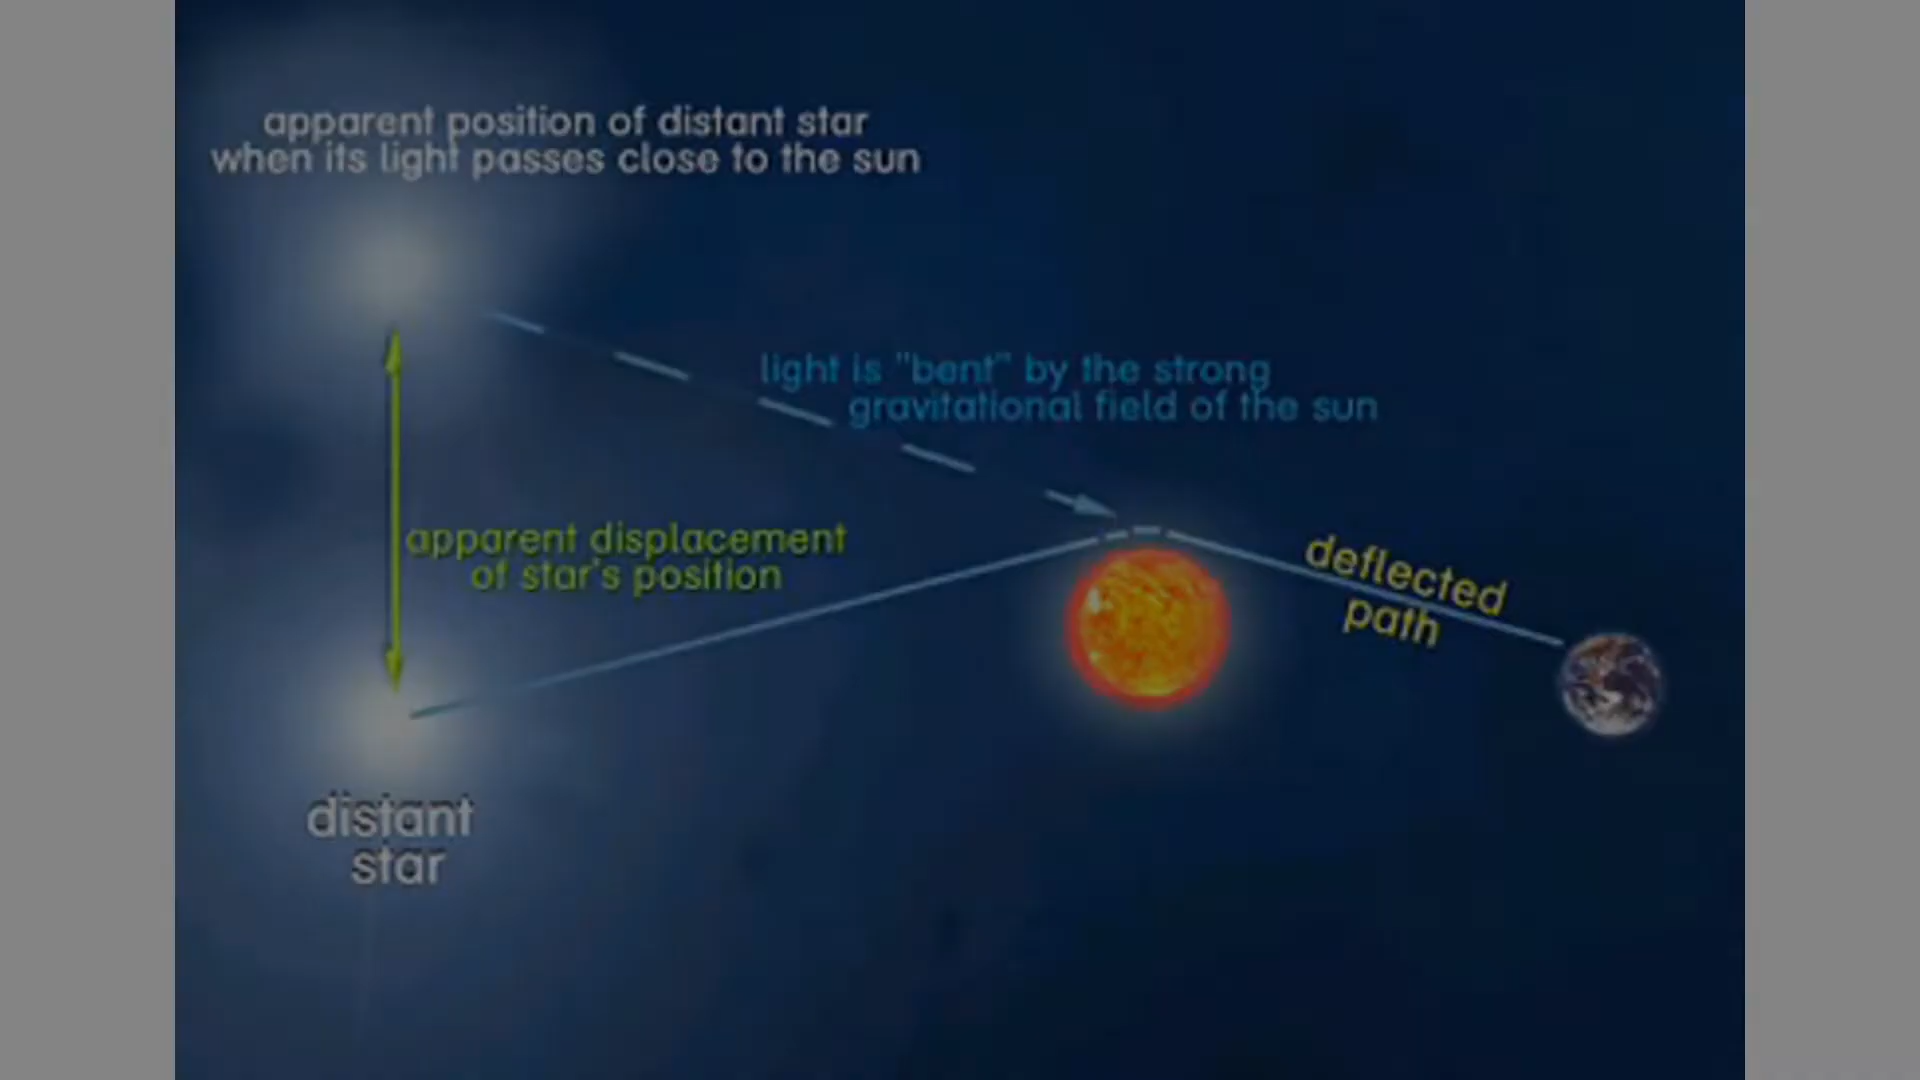 apparent position of distant star
when its light passes close to the sun
light is "bent" by the strong
gravitational field of the sun
apparent displacement
of star's position
deflected
path
distant
star